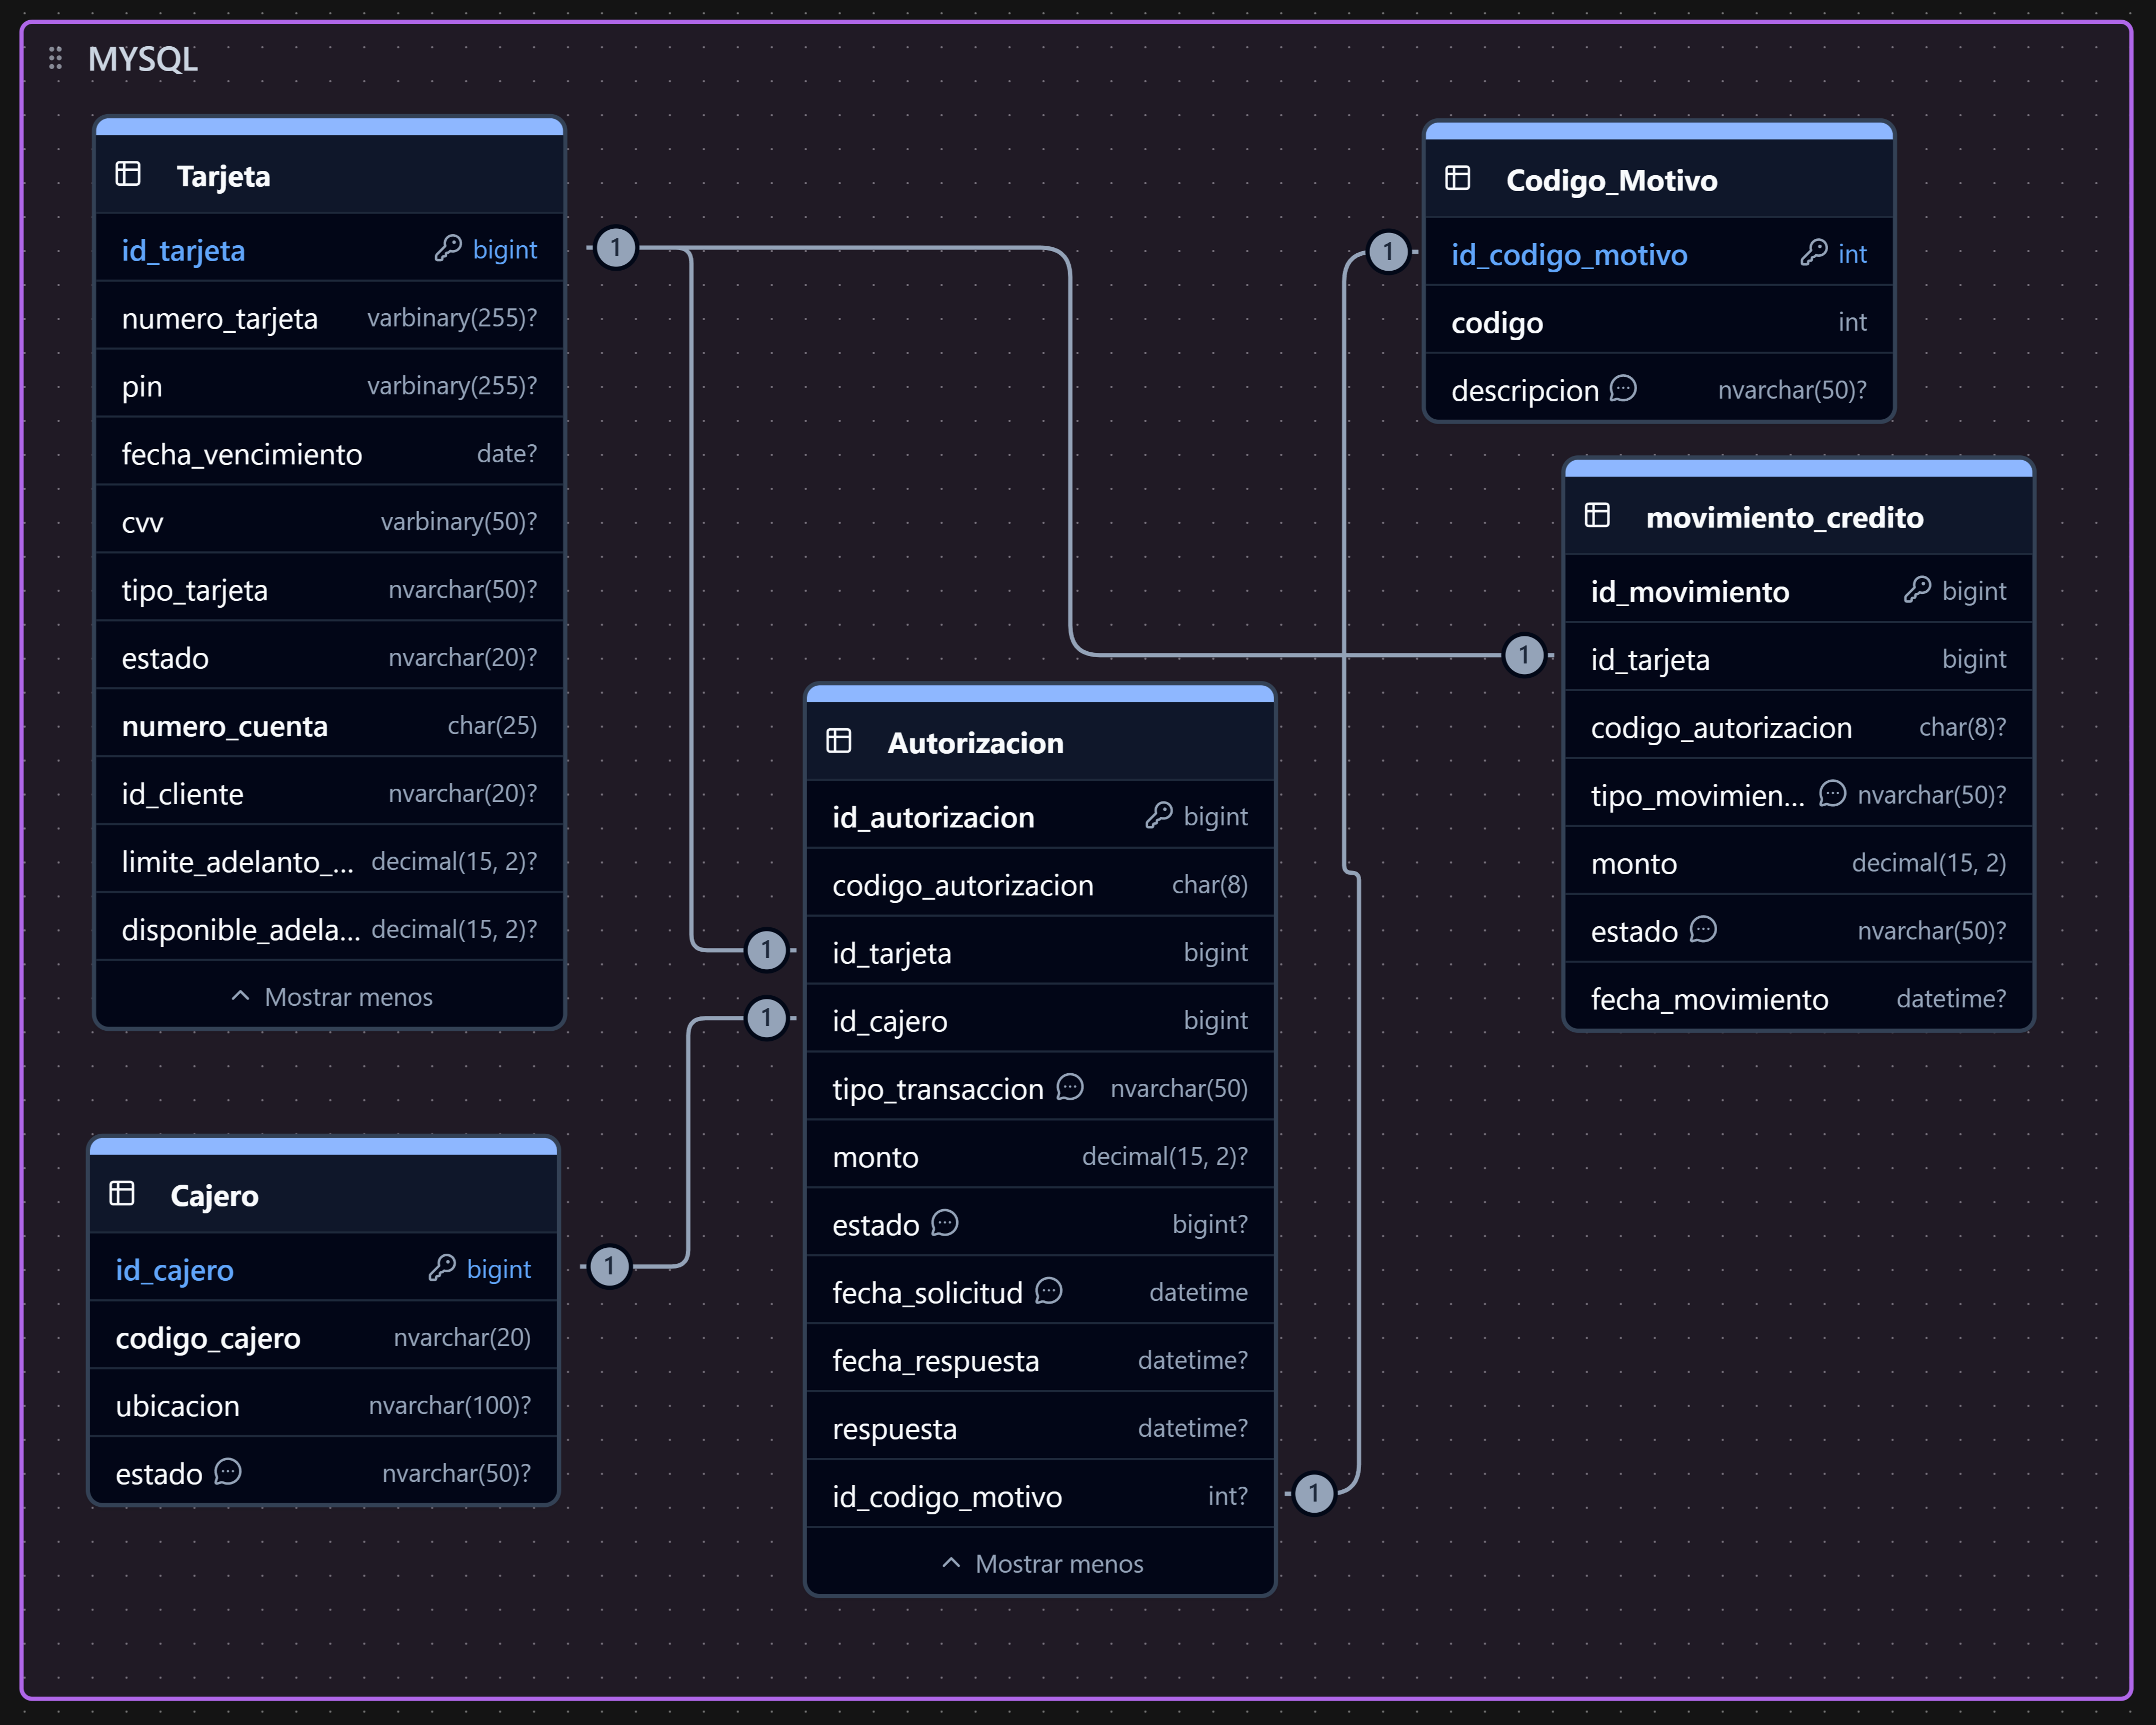 MYSQL
Tarjeta
id_tarjeta bigint
numero_tarjeta varbinary(255)?
pin varbinary(255)?
fecha_vencimiento date?
cvv varbinary(50)?
tipo_tarjeta nvarchar(50)?
estado nvarchar(20)?
numero_cuenta char(25)
id_cliente nvarchar(20)?
limite_adelanto_... decimal(15, 2)?
disponible_adela... decimal(15, 2)?
Mostrar menos
Codigo_Motivo
id_codigo_motivo int
codigo int
descripcion nvarchar(50)?
movimiento_credito
id_movimiento bigint
id_tarjeta bigint
codigo_autorizacion char(8)?
tipo_movimien... nvarchar(50)?
monto decimal(15, 2)
estado nvarchar(50)?
fecha_movimiento datetime?
Autorizacion
id_autorizacion bigint
codigo_autorizacion char(8)
id_tarjeta bigint
id_cajero bigint
tipo_transaccion nvarchar(50)
monto decimal(15, 2)?
estado bigint?
fecha_solicitud datetime
fecha_respuesta datetime?
respuesta datetime?
id_codigo_motivo int?
Mostrar menos
Cajero
id_cajero bigint
codigo_cajero nvarchar(20)
ubicacion nvarchar(100)?
estado nvarchar(50)?
1
1
1
1
1
1
1
1